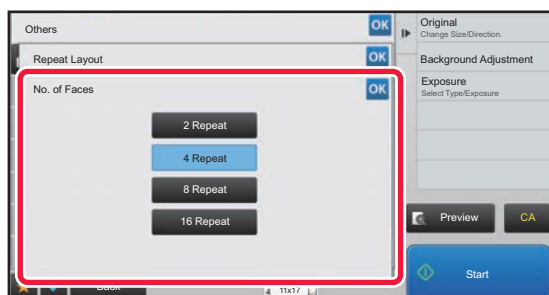 Others
OK
Repeat Layout
OK
No. of Faces
OK
2 Repeat
4 Repeat
8 Repeat
16 Repeat
Back
4 11x17
Original
Change Size/Direction.
Background Adjustment
Exposure
Select Type/Exposure
Preview
CA
Start